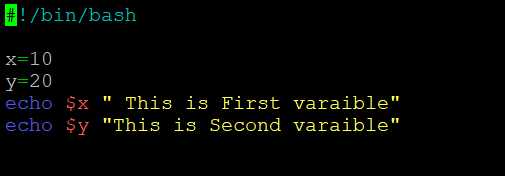 #!/bin/bash
x=10
y=20
echo $x " This is First varaible"
echo $y "This is Second varaible"